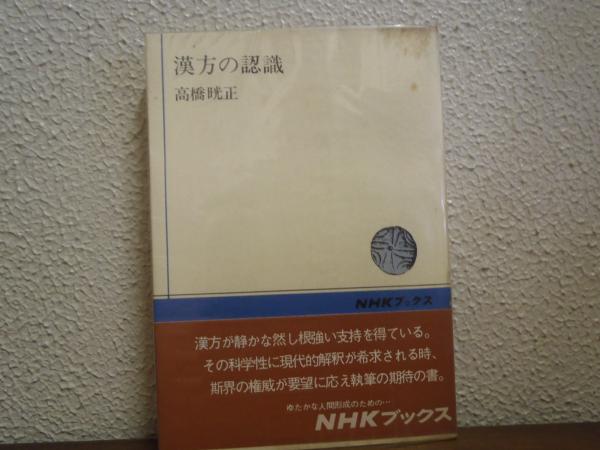 漢方の認識
高橋晄正
NHKブックス
漢方が静かな然し根強い支持を得ている。
その科学性に現代的解釈が希求される時、
斯界の権威が要望に応え執筆の期待の書。
ゆたかな人間形成のための…
NHKブックス